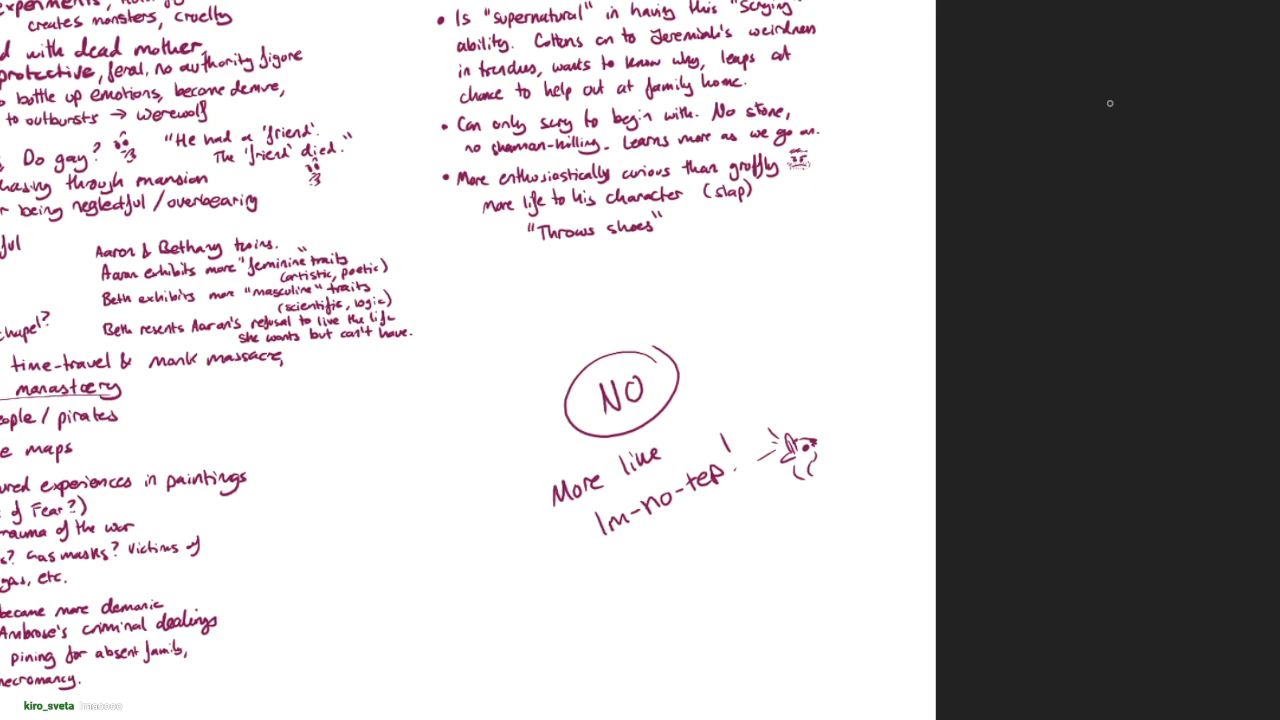 creates monsters, cruelty
d with dead mother
protective, feral, no authority figure
o bottle up emotions, become demure,
to outbursts → werewolf
s. Do gay?
"He had a 'friend'.
The 'friend' died."
hasing through mansion
r being neglectful / overbearing
ful
Aaron & Bethany twins.
Aaron exhibits more "feminine" traits
(artistic, poetic)
Beth exhibits more "masculine" traits
(scientific, logic)
Beth resents Aaron's refusal to live the life
she wants but can't have.
chapel?
time-travel & monk massacre,
monastoery
eople / pirates
e maps
ured experiences in paintings
s of Fear?)
rauma of the war
s? Gas masks? Victims of
gas, etc.
became more demonic
Ambrose's criminal dealings
pining for absent family,
necromancy.
• Is "supernatural" in having this "Scrying"
ability. Cottons on to Jeremiah's weirdness
in trenches, wants to know why, leaps at
chance to help out at family home.
• Can only scry to begin with. No stone,
no shaman-killing. Learns more as we go on.
• More enthusiastically curious than gruffly
more life to his character (slap)
"Throws shoes"
NO
More like
Im-no-tep!
kiro_sveta lmaoooo